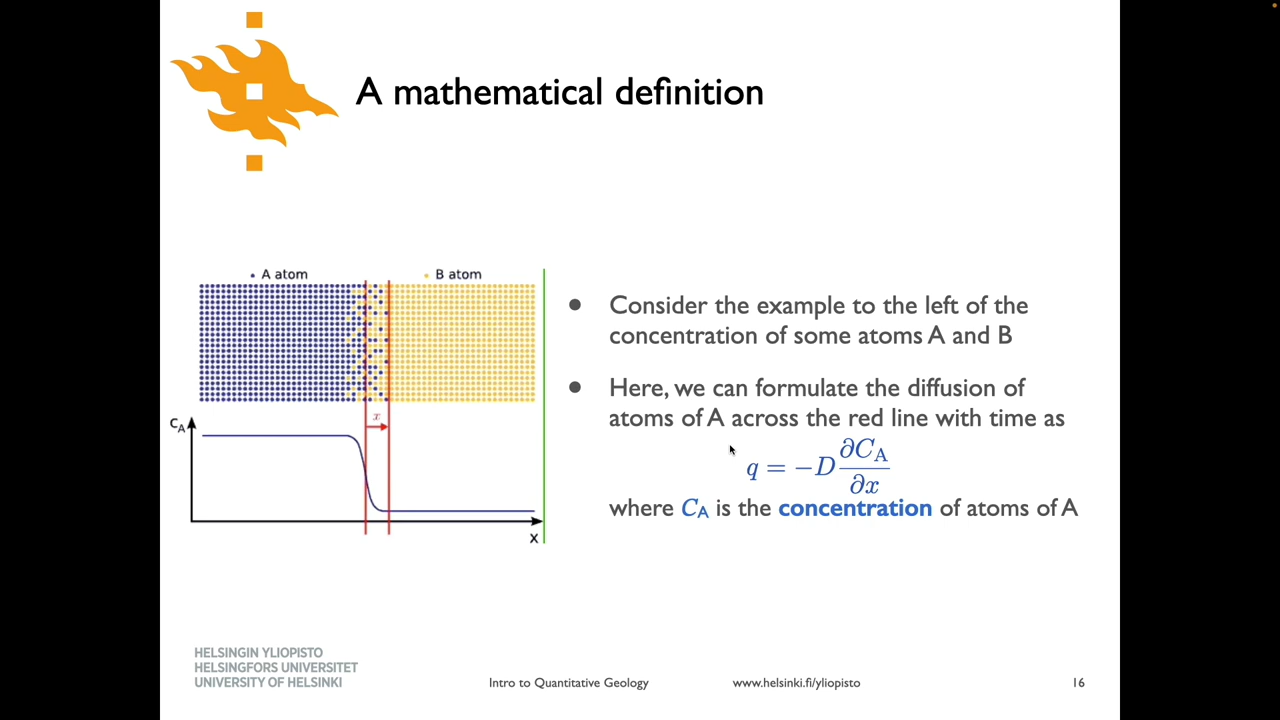 A mathematical definition
A atom
B atom
x
C_A
x
• Consider the example to the left of the
concentration of some atoms A and B
• Here, we can formulate the diffusion of
atoms of A across the red line with time as
q = −D ∂C_A/∂x
where C_A is the concentration of atoms of A
HELSINGIN YLIOPISTO
HELSINGFORS UNIVERSITET
UNIVERSITY OF HELSINKI
Intro to Quantitative Geology
www.helsinki.fi/yliopisto
16